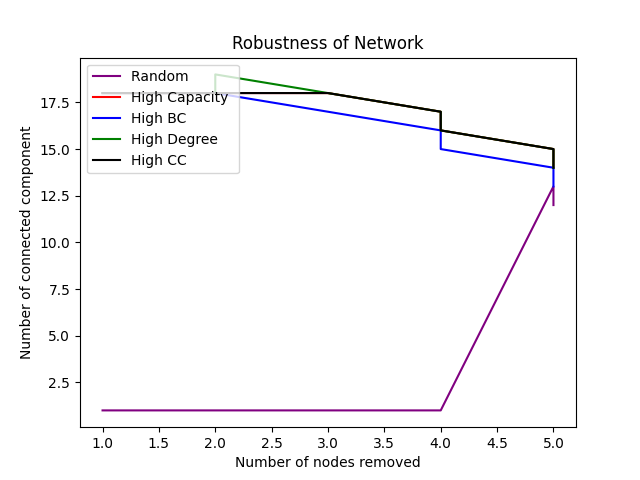 Robustness of Network
Random
High Capacity
High BC
High Degree
High CC
Number of connected component
17.5
15.0
12.5
10.0
7.5
5.0
2.5
1.0 1.5 2.0 2.5 3.0 3.5 4.0 4.5 5.0
Number of nodes removed